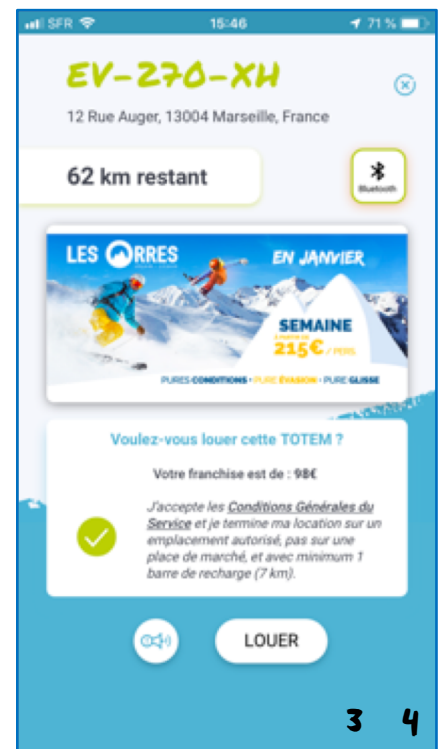 SFR 15:46 71 %
EV-270-XH
12 Rue Auger, 13004 Marseille, France
62 km restant
Bluetooth
LES ORRES
EN JANVIER
SEMAINE
À PARTIR DE
215€ / PERS
PURES CONDITIONS • PURE ÉVASION • PURE GLISSE
Voulez-vous louer cette TOTEM ?
Votre franchise est de : 98€
J'accepte les Conditions Générales du
Service et je termine ma location sur un
emplacement autorisé, pas sur une
place de marché, et avec minimum 1
barre de recharge (7 km).
LOUER
3 4